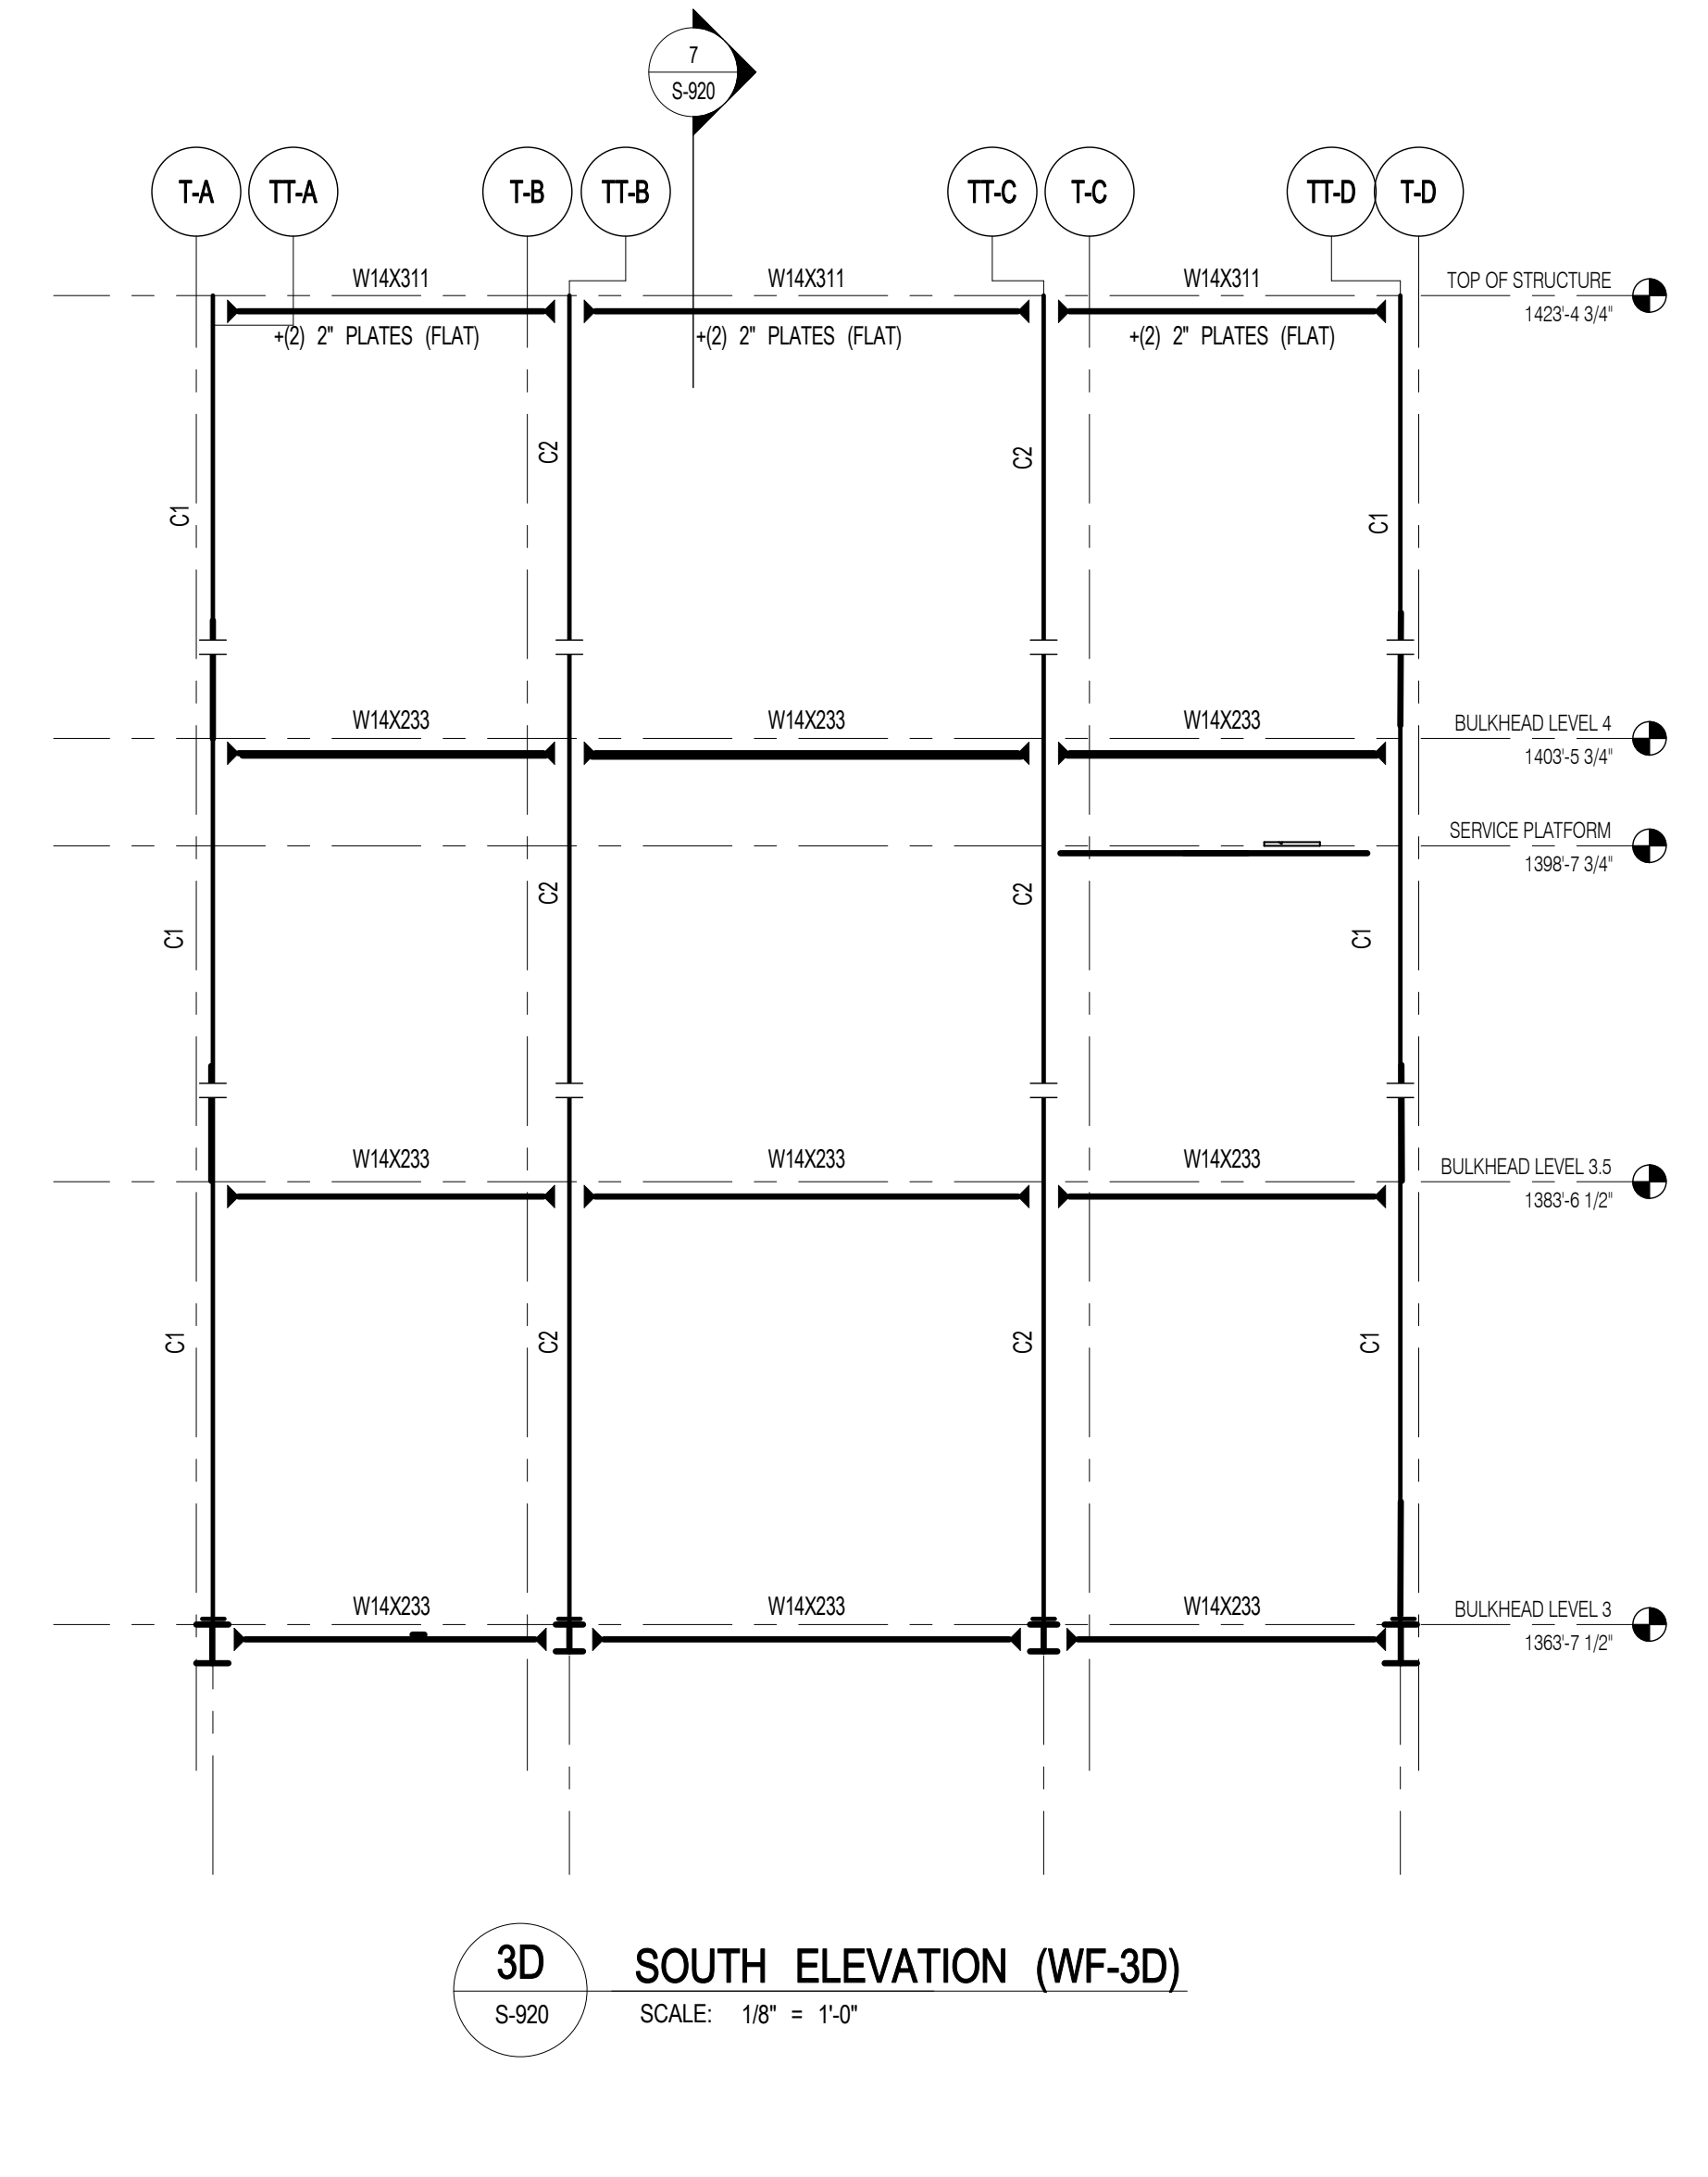 7
S-920
T-A TT-A T-B TT-B TT-C T-C TT-D T-D
W14X311 W14X311 W14X311 TOP OF STRUCTURE
1423'-4 3/4"
+(2) 2" PLATES (FLAT) +(2) 2" PLATES (FLAT) +(2) 2" PLATES (FLAT)
C1 C2 C2 C1
W14X233 W14X233 W14X233 BULKHEAD LEVEL 4
1403'-5 3/4"
SERVICE PLATFORM
1398'-7 3/4"
C1 C2 C2 C1
W14X233 W14X233 W14X233 BULKHEAD LEVEL 3.5
1383'-6 1/2"
C1 C2 C2 C1
W14X233 W14X233 W14X233 BULKHEAD LEVEL 3
1363'-7 1/2"
3D SOUTH ELEVATION (WF-3D)
S-920 SCALE: 1/8" = 1'-0"